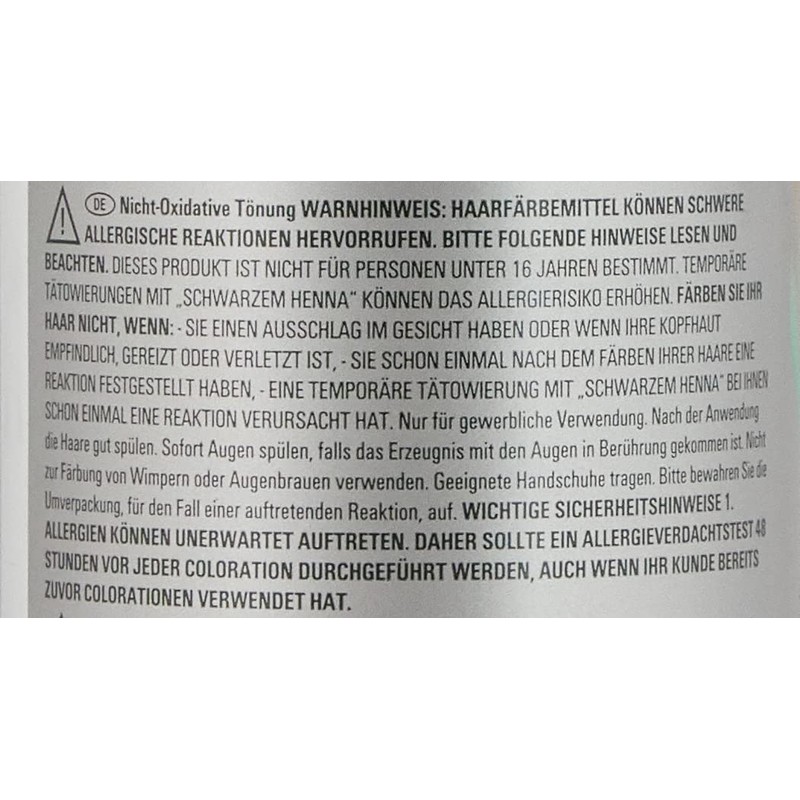 DE Nicht-Oxidative Tönung WARNHINWEIS: HAARFÄRBEMITTEL KÖNNEN SCHWERE
ALLERGISCHE REAKTIONEN HERVORRUFEN. BITTE FOLGENDE HINWEISE LESEN UND
BEACHTEN. DIESES PRODUKT IST NICHT FÜR PERSONEN UNTER 16 JAHREN BESTIMMT. TEMPORÄRE
TÄTOWIERUNGEN MIT „SCHWARZEM HENNA“ KÖNNEN DAS ALLERGIERISIKO ERHÖHEN. FÄRBEN SIE IHR
HAAR NICHT, WENN: - SIE EINEN AUSSCHLAG IM GESICHT HABEN ODER WENN IHRE KOPFHAUT
EMPFINDLICH, GEREIZT ODER VERLETZT IST, - SIE SCHON EINMAL NACH DEM FÄRBEN IHRER HAARE EINE
REAKTION FESTGESTELLT HABEN, - EINE TEMPORÄRE TÄTOWIERUNG MIT „SCHWARZEM HENNA“ BEI IHNEN
SCHON EINMAL EINE REAKTION VERURSACHT HAT. Nur für gewerbliche Verwendung. Nach der Anwendung
die Haare gut spülen. Sofort Augen spülen, falls das Erzeugnis mit den Augen in Berührung gekommen ist. Nicht
zur Färbung von Wimpern oder Augenbrauen verwenden. Geeignete Handschuhe tragen. Bitte bewahren Sie die
Umverpackung, für den Fall einer auftretenden Reaktion, auf. WICHTIGE SICHERHEITSHINWEISE 1.
ALLERGIEN KÖNNEN UNERWARTET AUFTRETEN. DAHER SOLLTE EIN ALLERGIEVERDACHTSTEST 48
STUNDEN VOR JEDER COLORATION DURCHGEFÜHRT WERDEN, AUCH WENN IHR KUNDE BEREITS
ZUVOR COLORATIONEN VERWENDET HAT.